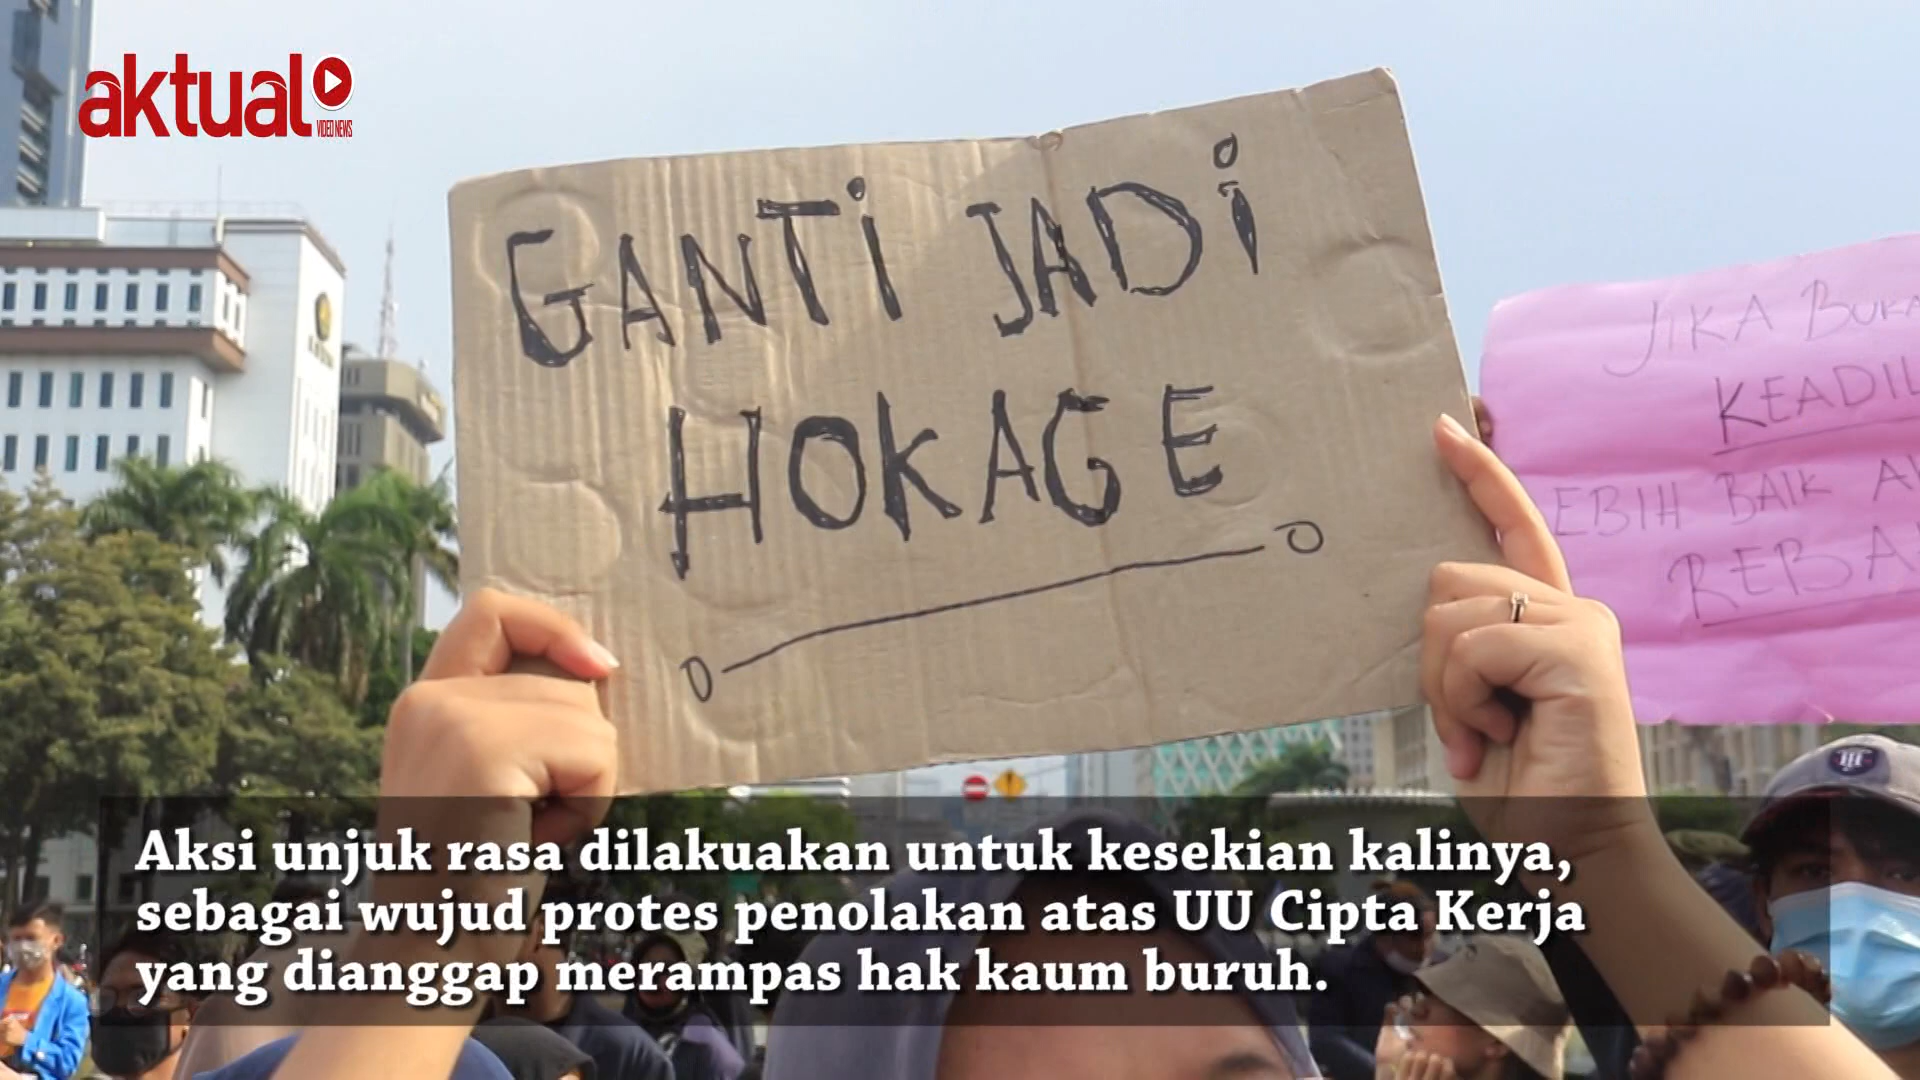 aktual
VIDEO NEWS
GANTi JADi
HOKAGE
JIKA
KEADIL
EBIH BAIK
Aksi unjuk rasa dilakuakan untuk kesekian kalinya,
sebagai wujud protes penolakan atas UU Cipta Kerja
yang dianggap merampas hak kaum buruh.